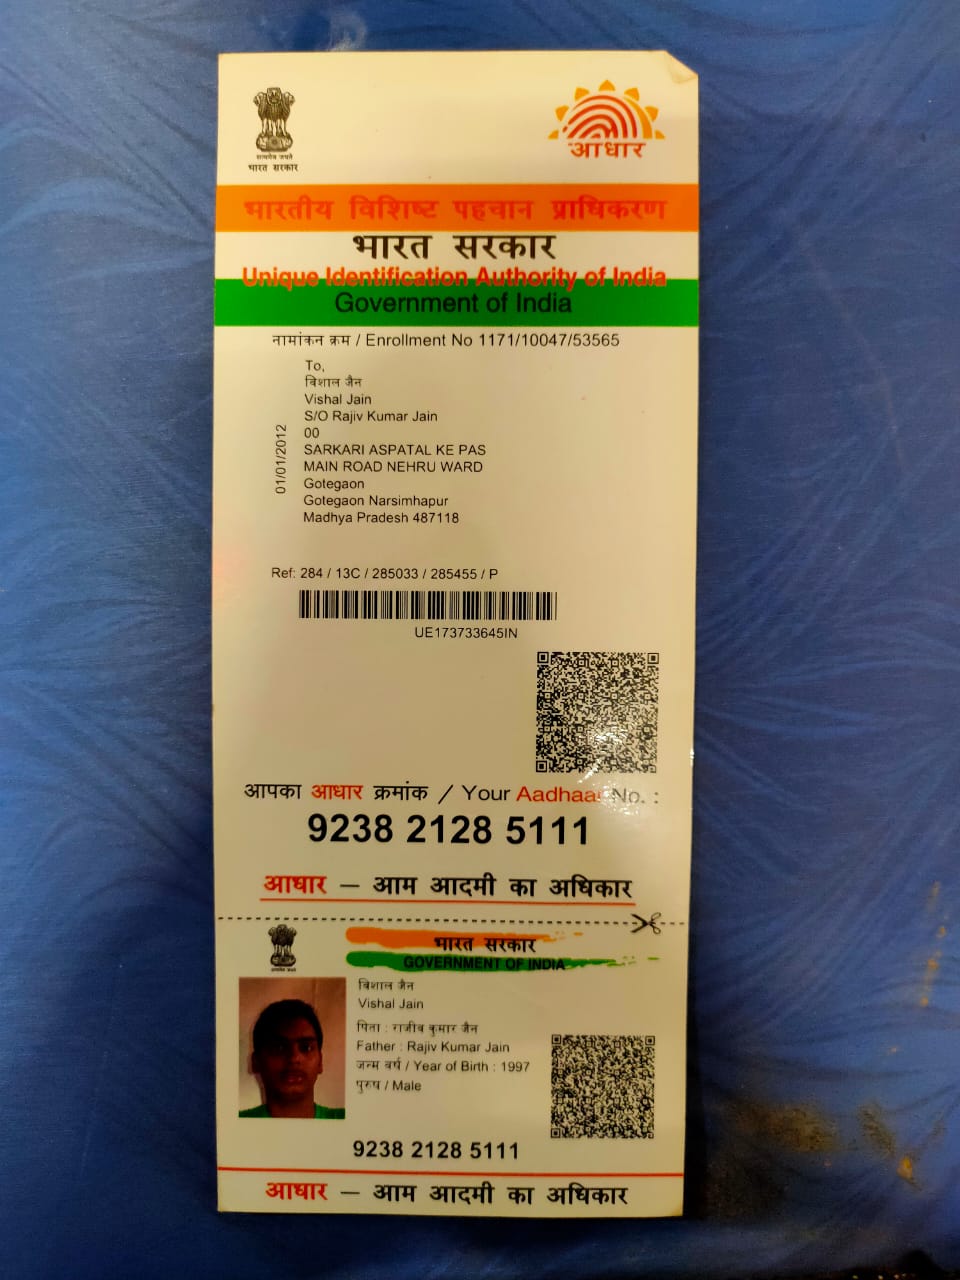 सत्यमेव जयते
भारत सरकार
आधार
भारतीय विशिष्ट पहचान प्राधिकरण
भारत सरकार
Unique Identification Authority of India
Government of India
नामांकन क्रम / Enrollment No 1171/10047/53565
To,
विशाल जैन
Vishal Jain
S/O Rajiv Kumar Jain
00
SARKARI ASPATAL KE PAS
MAIN ROAD NEHRU WARD
Gotegaon
Gotegaon Narsimhapur
Madhya Pradesh 487118
01/01/2012
Ref: 284 / 13C / 285033 / 285455 / P
UE173733645IN
आपका आधार क्रमांक / Your Aadhaar No. :
9238 2128 5111
आधार – आम आदमी का अधिकार
भारत सरकार
GOVERNMENT OF INDIA
विशाल जैन
Vishal Jain
पिता : राजीव कुमार जैन
Father : Rajiv Kumar Jain
जन्म वर्ष / Year of Birth : 1997
पुरुष / Male
9238 2128 5111
आधार – आम आदमी का अधिकार